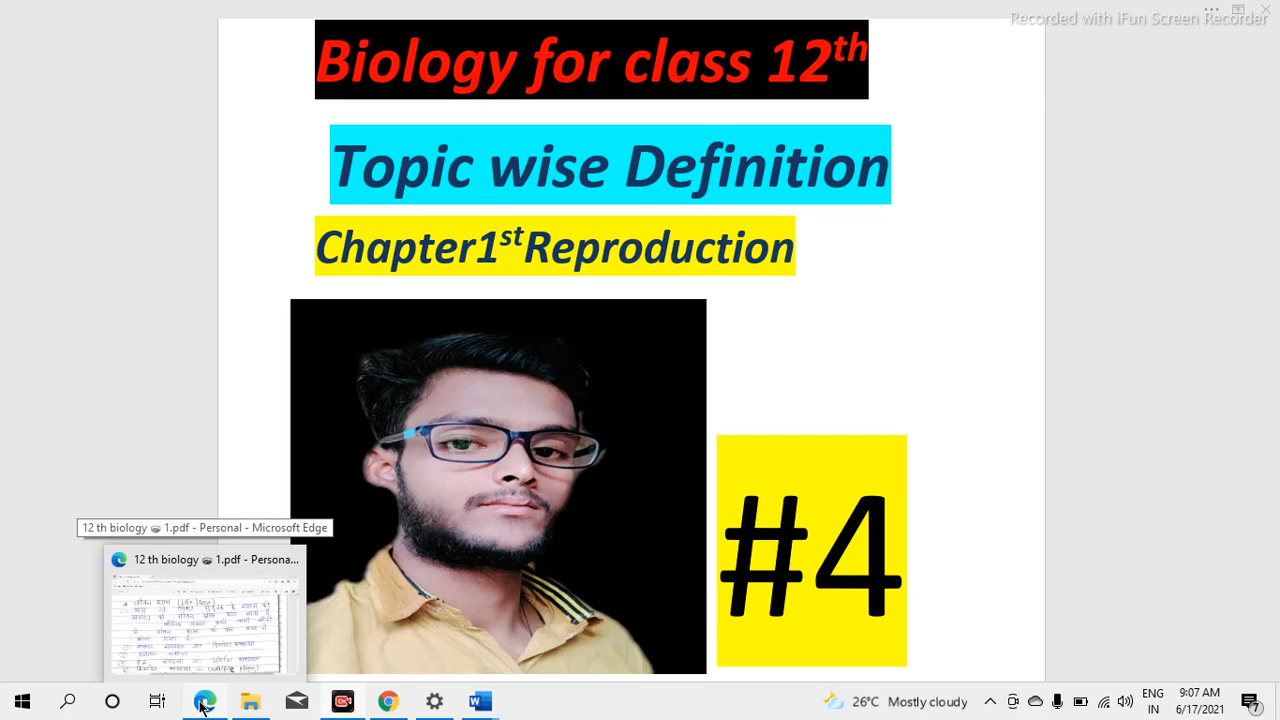 Recorded with iFun Screen Recorder
Biology for class 12th
Topic wise Definition
Chapter1stReproduction
#4
12 th biology 1.pdf - Personal - Microsoft Edge
12 th biology 1.pdf - Persona...
26°C Mostly cloudy
ENG
IN
9:07 AM
6/17/2021
7